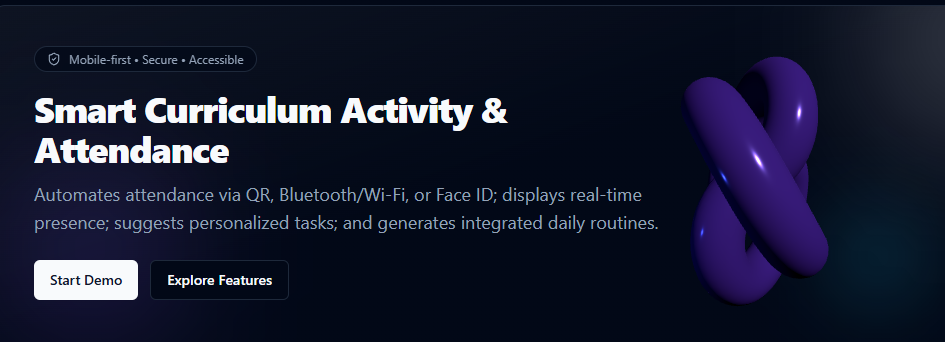 Mobile-first • Secure • Accessible
Smart Curriculum Activity &
Attendance
Automates attendance via QR, Bluetooth/Wi-Fi, or Face ID; displays real-time
presence; suggests personalized tasks; and generates integrated daily routines.
Start Demo
Explore Features